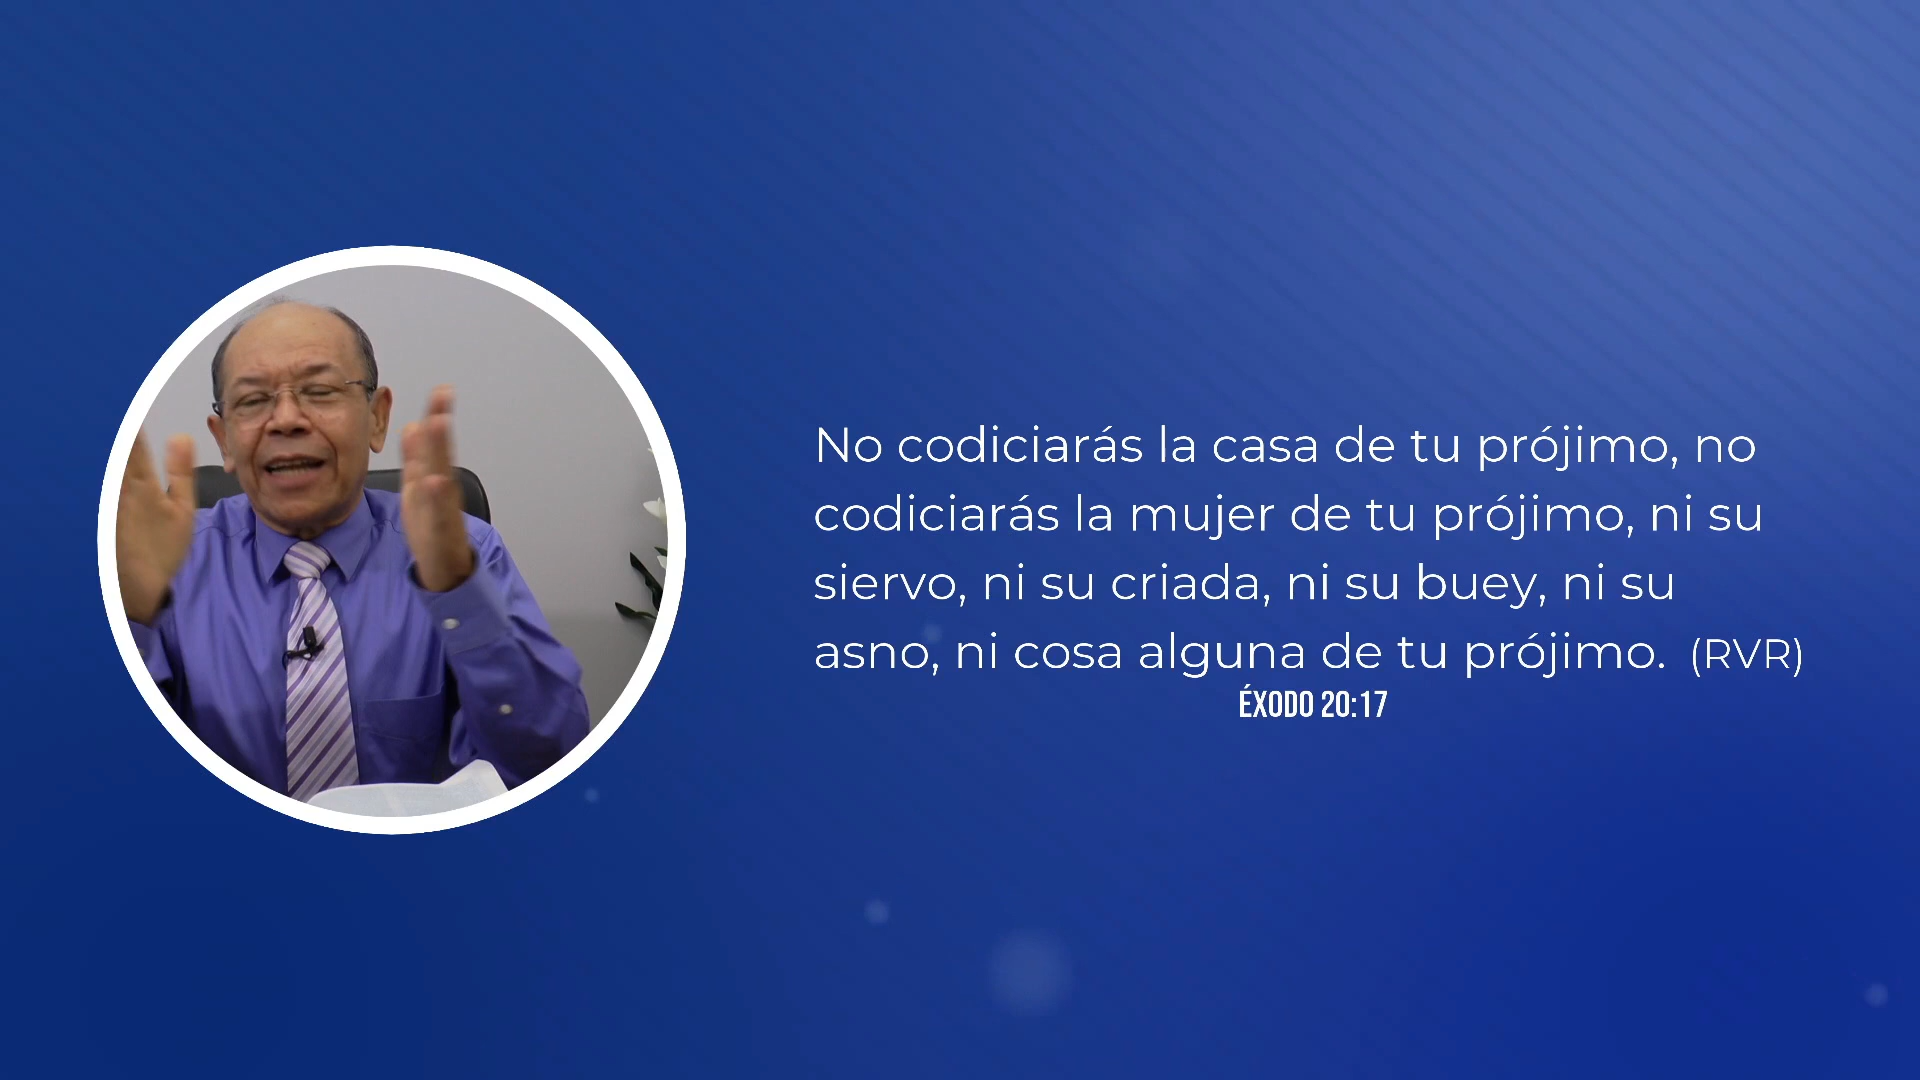 No codiciarás la casa de tu prójimo, no
codiciarás la mujer de tu prójimo, ni su
siervo, ni su criada, ni su buey, ni su
asno, ni cosa alguna de tu prójimo. (RVR)
ÉXODO 20:17